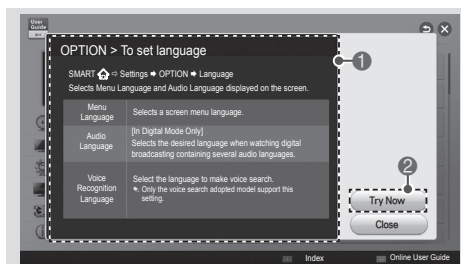 User
Guide
OPTION > To set language
1
SMART ⇨ Settings ➡ OPTION ➡ Language
Selects Menu Language and Audio Language displayed on the screen.
Menu
Language
Selects a screen menu language.
Audio
Language
[In Digital Mode Only]
Selects the desired language when watching digital
broadcasting containing several audio languages.
Voice
Recognition
Language
Select the language to make voice search.
Only the voice search adopted model support this
setting.
2
Try Now
Close
Index
Online User Guide